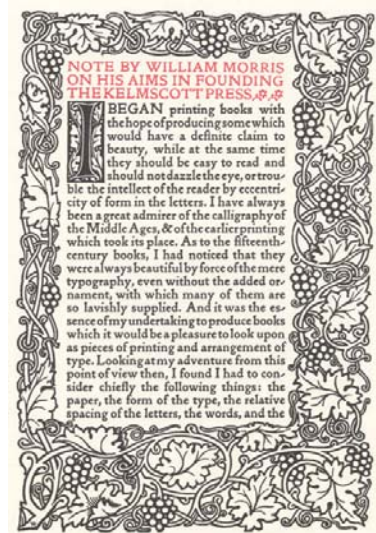 NOTE BY WILLIAM MORRIS
ON HIS AIMS IN FOUNDING
THE KELMSCOTT PRESS
I BEGAN printing books with
the hope of producing some which
would have a definite claim to
beauty, while at the same time
they should be easy to read and
should not dazzle the eye, or trou-
ble the intellect of the reader by eccentri-
city of form in the letters. I have always
been a great admirer of the calligraphy of
the Middle Ages, & of the earlier printing
which took its place. As to the fifteenth-
century books, I had noticed that they
were always beautiful by force of the mere
typography, even without the added or-
nament, with which many of them are
so lavishly supplied. And it was the es-
sence of my undertaking to produce books
which it would be a pleasure to look upon
as pieces of printing and arrangement of
type. Looking at my adventure from this
point of view then, I found I had to con-
sider chiefly the following things: the
paper, the form of the type, the relative
spacing of the letters, the words, and the